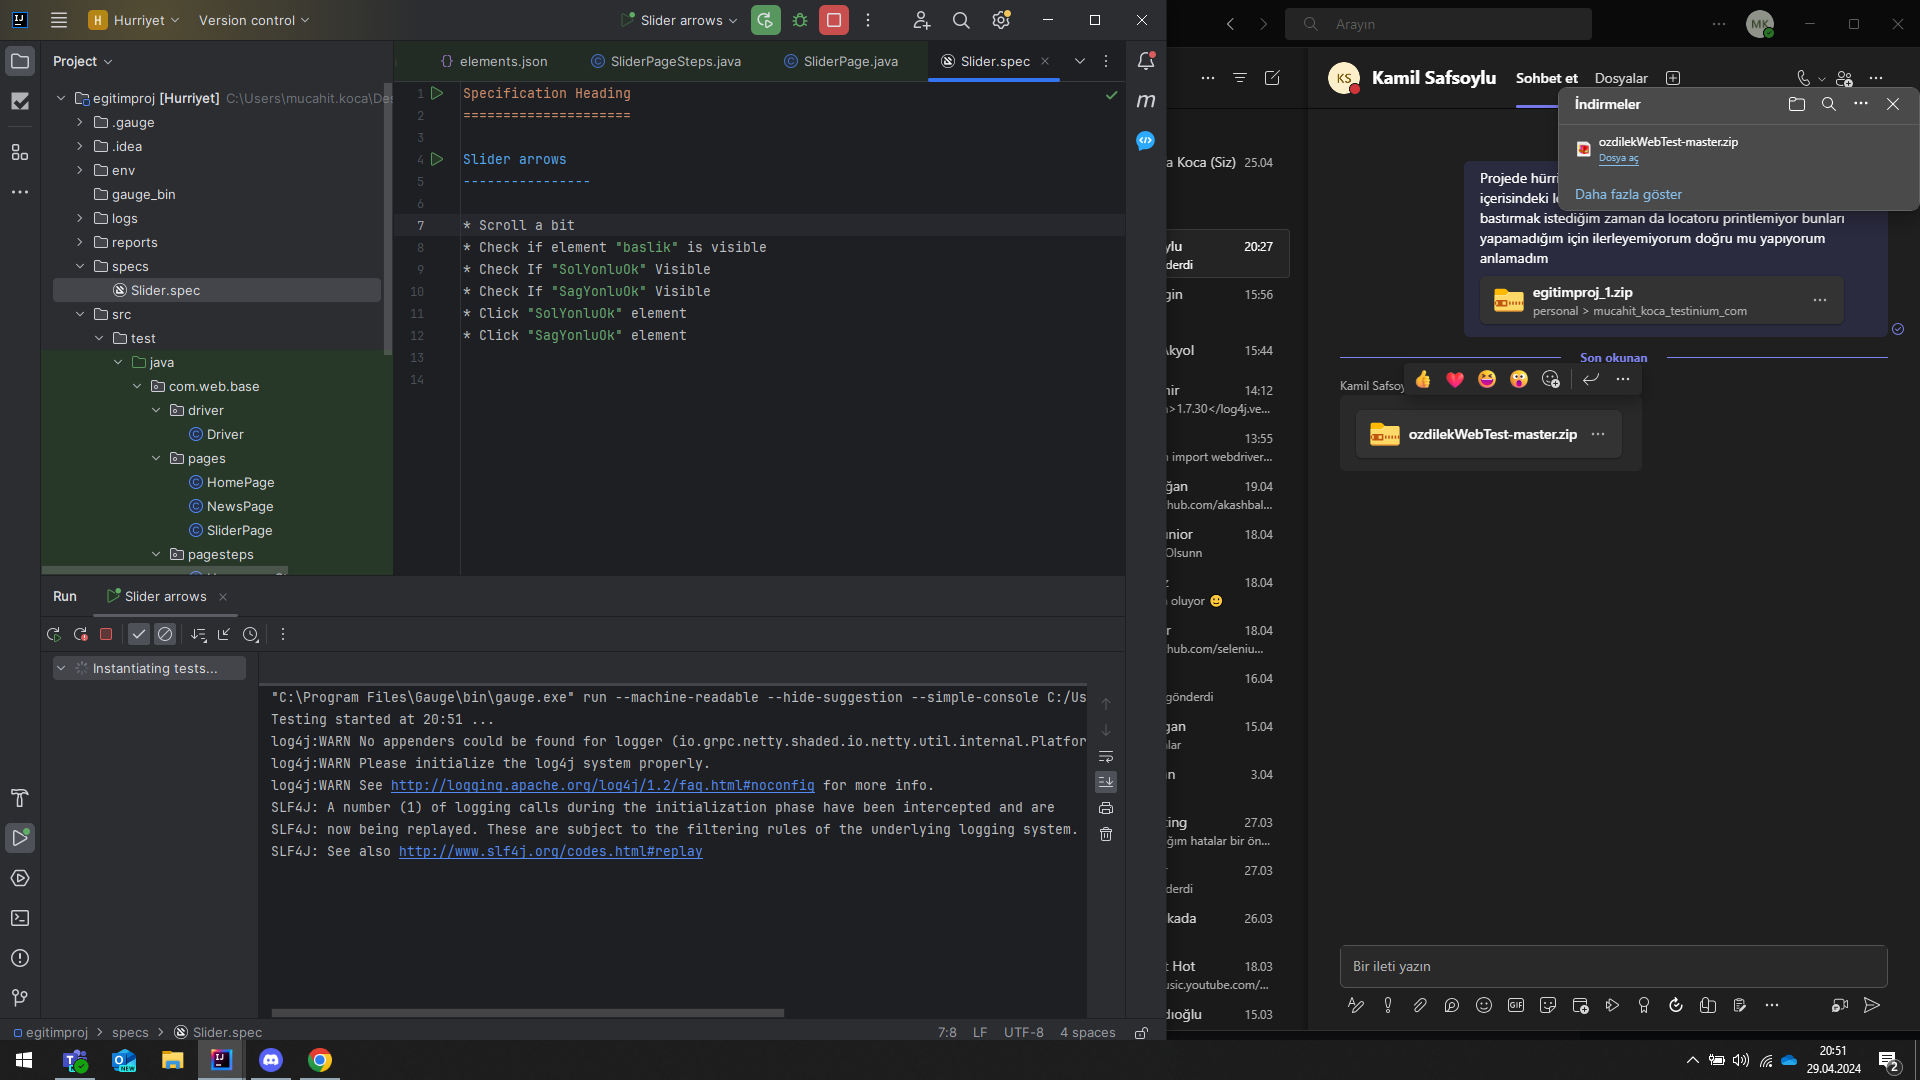 H Hurriyet
Version control
Slider arrows
Project
elements.json
SliderPageSteps.java
SliderPage.java
Slider.spec
egitimproj [Hurriyet] C:\Users\mucahit.koca\De
.gauge
.idea
env
gauge_bin
logs
reports
specs
Slider.spec
src
test
java
com.web.base
driver
Driver
pages
HomePage
NewsPage
SliderPage
pagesteps
1 Specification Heading
2 =====================
3
4 Slider arrows
5 ----------------
6
7 * Scroll a bit
8 * Check if element "baslik" is visible
9 * Check If "SolYonluOk" Visible
10 * Check If "SagYonluOk" Visible
11 * Click "SolYonluOk" element
12 * Click "SagYonluOk" element
13
14
m
Run
Slider arrows
Instantiating tests...
"C:\Program Files\Gauge\bin\gauge.exe" run --machine-readable --hide-suggestion --simple-console C:/Us
Testing started at 20:51 ...
log4j:WARN No appenders could be found for logger (io.grpc.netty.shaded.io.netty.util.internal.Platfor
log4j:WARN Please initialize the log4j system properly.
log4j:WARN See http://logging.apache.org/log4j/1.2/faq.html#noconfig for more info.
SLF4J: A number (1) of logging calls during the initialization phase have been intercepted and are
SLF4J: now being replayed. These are subject to the filtering rules of the underlying logging system.
SLF4J: See also http://www.slf4j.org/codes.html#replay
egitimproj > specs > Slider.spec
7:8 LF UTF-8 4 spaces
Arayın
MK
a Koca (Siz) 25.04
ylu 20:27
derdi
gin 15:56
Akyol 15:44
nir 14:12
>1.7.30</log4j.ve...
13:55
n import webdriver...
ğan 19.04
hub.com/akashbal...
unior 18.04
Olsunn
z 18.04
oluyor
r 18.04
hub.com/seleniu...
16.04
gönderdi
gan 15.04
lar
ın 3.04
ting 27.03
ğım hatalar bir ön...
27.03
derdi
kada 26.03
t Hot 18.03
usic.youtube.com/...
dıoğlu 15.03
KS Kamil Safsoylu
Sohbet et
Dosyalar
İndirmeler
ozdilekWebTest-master.zip
Dosya aç
Daha fazla göster
Projede hürri
içerisindeki l
bastırmak istediğim zaman da locatoru printlemiyor bunları
yapamadığım için ilerleyemiyorum doğru mu yapıyorum
anlamadım
egitimproj_1.zip
personal > mucahit_koca_testinium_com
Son okunan
Kamil Safsoy
ozdilekWebTest-master.zip
Bir ileti yazın
GIF
20:51
29.04.2024
2